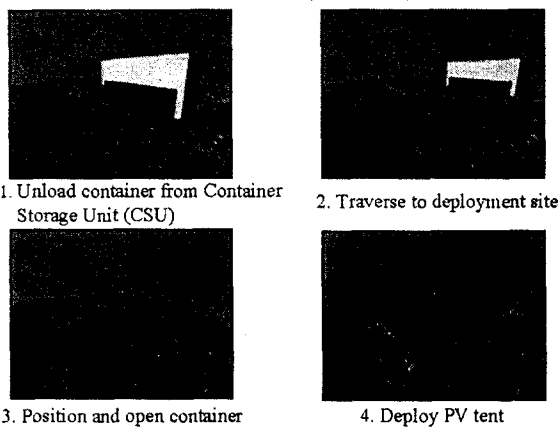 1. Unload container from Container
Storage Unit (CSU)
2. Traverse to deployment site
3. Position and open container
4. Deploy PV tent